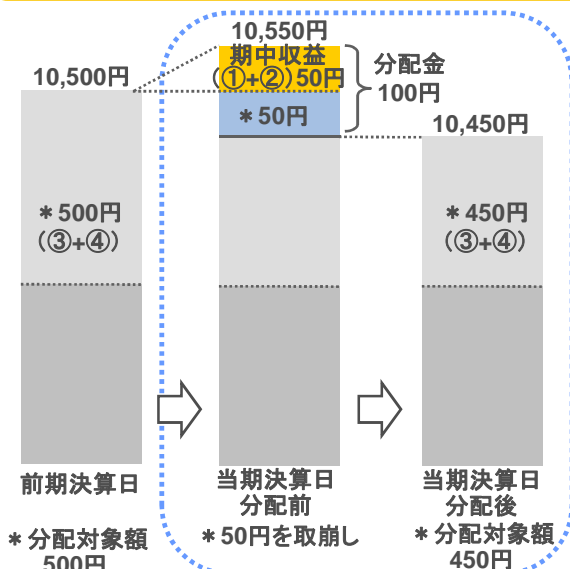 10,550円
期中収益
(①+②)50円
分配金
100円
10,500円
＊50円
10,450円
＊500円
(③+④)
＊450円
(③+④)
前期決算日
当期決算日
分配前
当期決算日
分配後
＊分配対象額
500円
＊50円を取崩し
＊分配対象額
450円